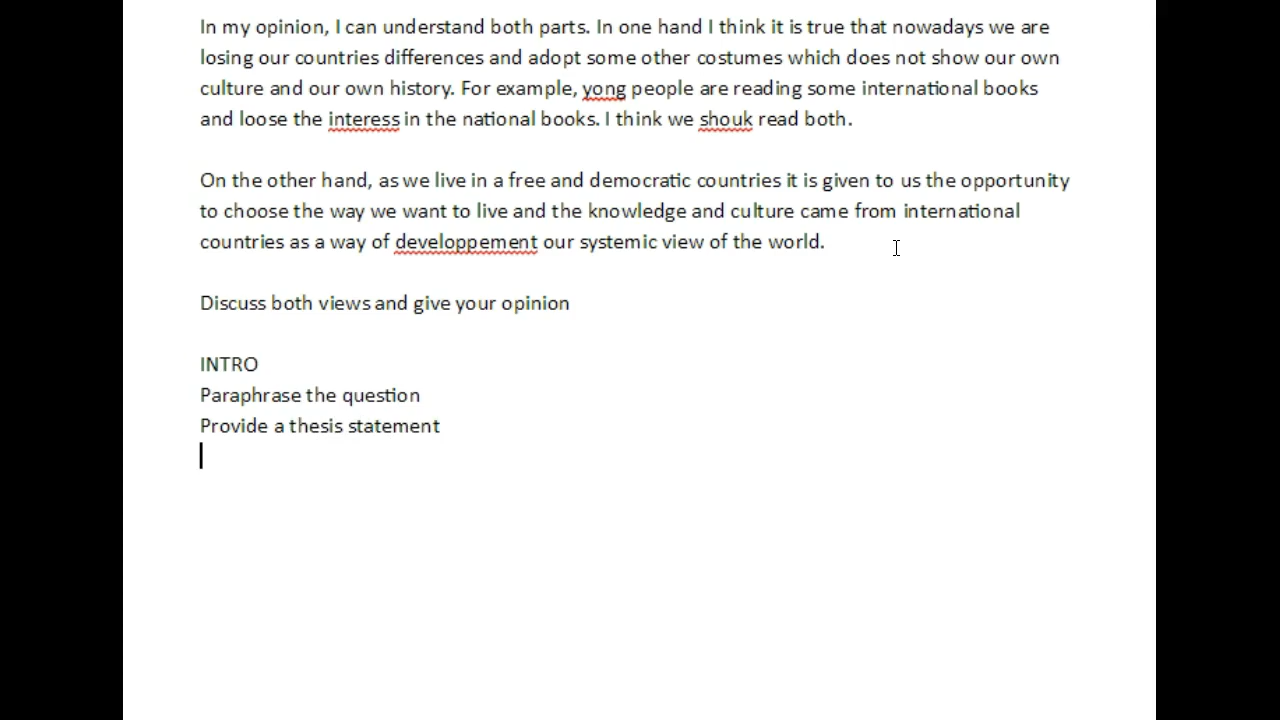 In my opinion, I can understand both parts. In one hand I think it is true that nowadays we are
losing our countries differences and adopt some other costumes which does not show our own
culture and our own history. For example, yong people are reading some international books
and loose the interess in the national books. I think we shouk read both.
On the other hand, as we live in a free and democratic countries it is given to us the opportunity
to choose the way we want to live and the knowledge and culture came from international
countries as a way of developpement our systemic view of the world.
Discuss both views and give your opinion
INTRO
Paraphrase the question
Provide a thesis statement